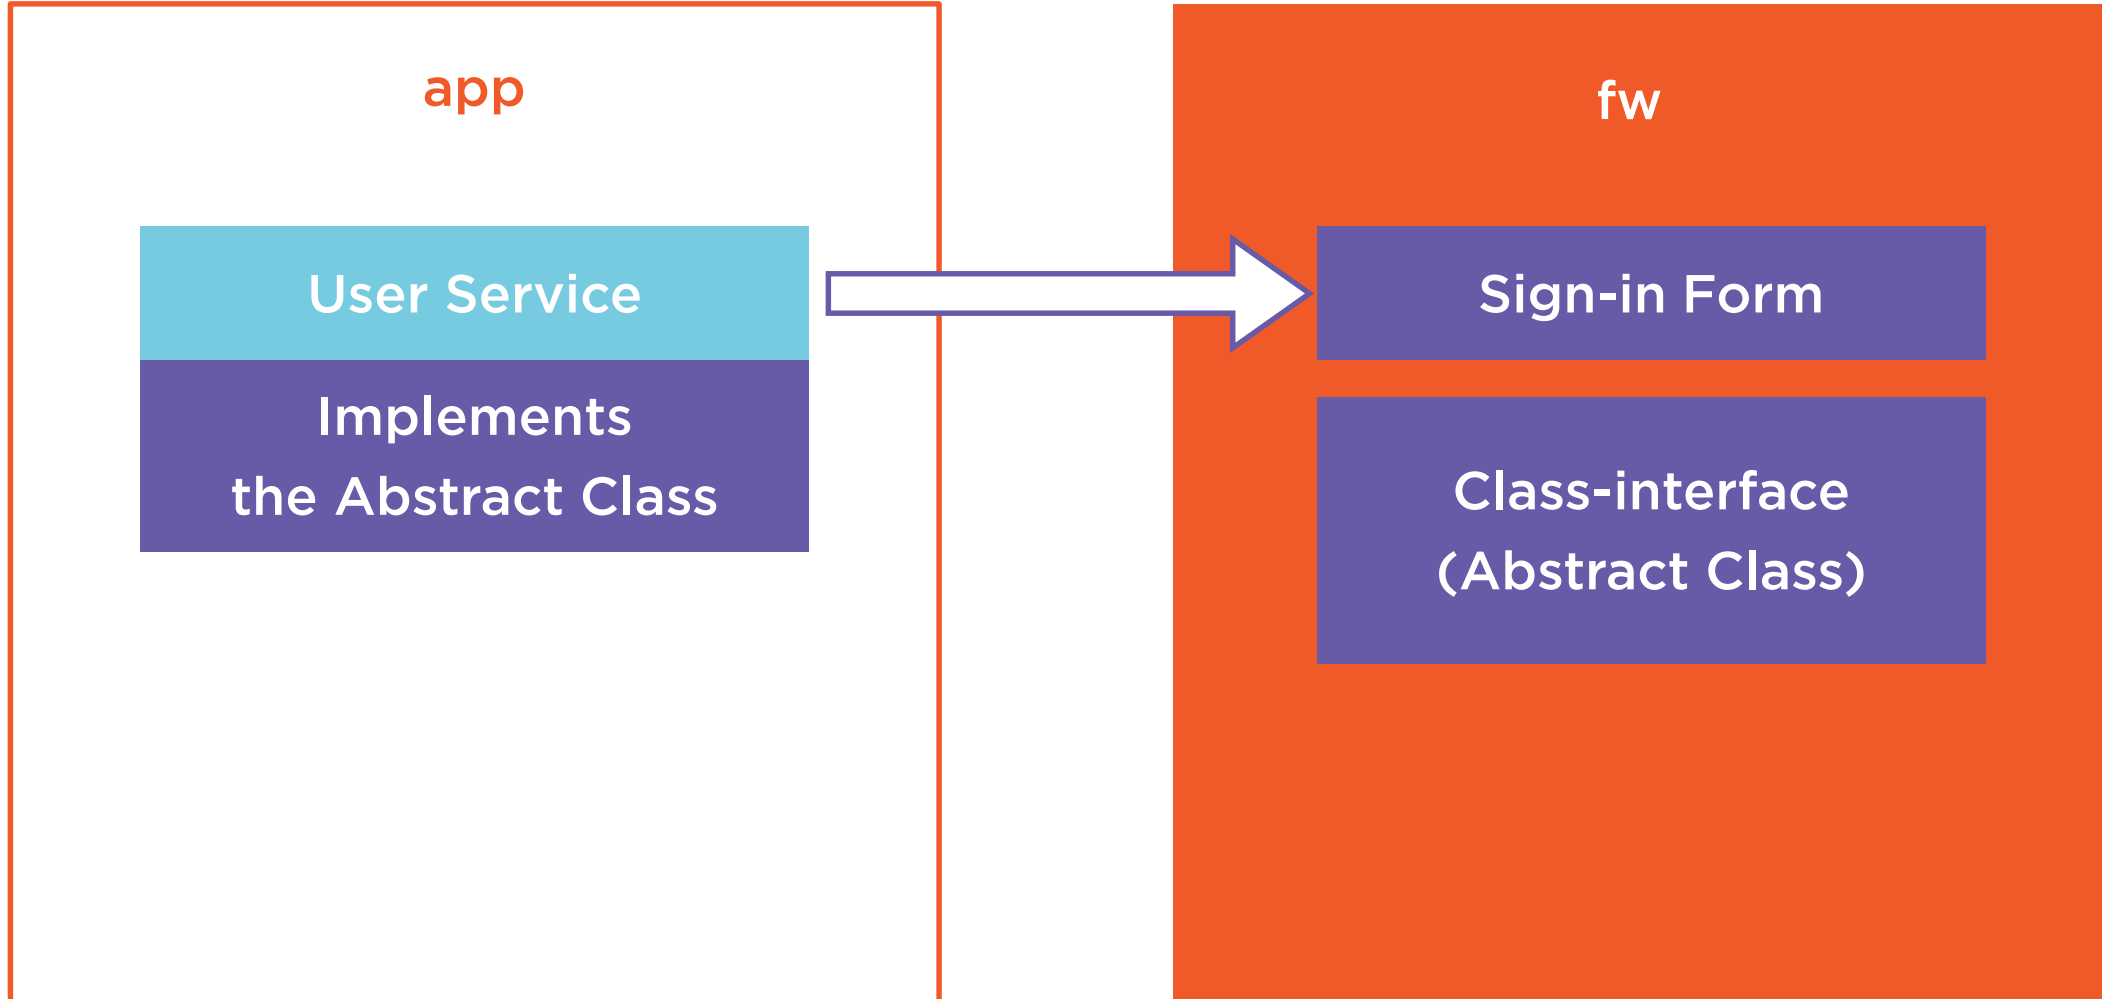 app
User Service
Implements
the Abstract Class
fw
Sign-in Form
Class-interface
(Abstract Class)